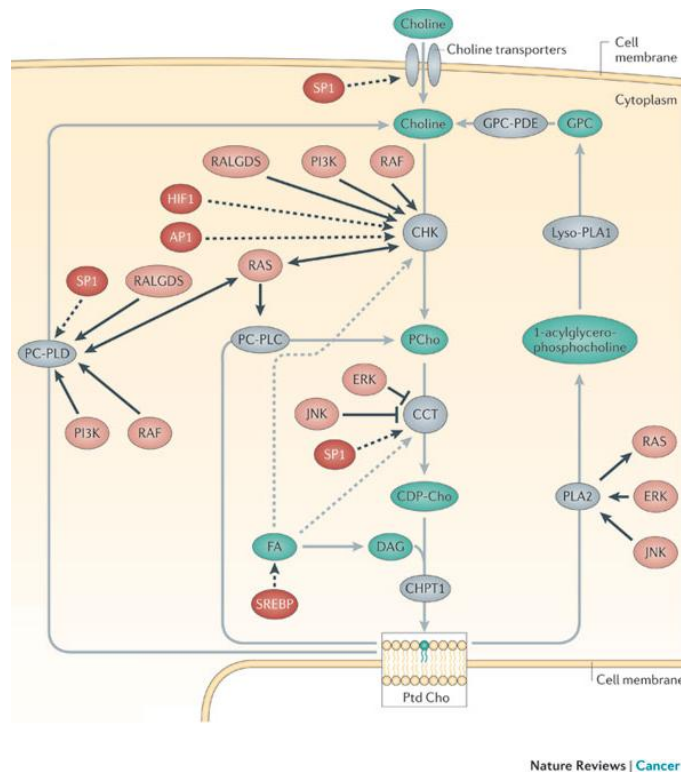 Choline
Choline transporters
Cell
membrane
SP1
Cytoplasm
Choline
GPC-PDE
GPC
RALGDS
PI3K
RAF
HIF1
AP1
CHK
Lyso-PLA1
RAS
SP1
RALGDS
PC-PLD
PC-PLC
PCho
1-acylglycero-
phosphocholine
ERK
JNK
CCT
PI3K
RAF
SP1
RAS
CDP-Cho
PLA2
ERK
FA
DAG
JNK
CHPT1
SREBP
Cell membrane
Ptd Cho
Nature Reviews | Cancer